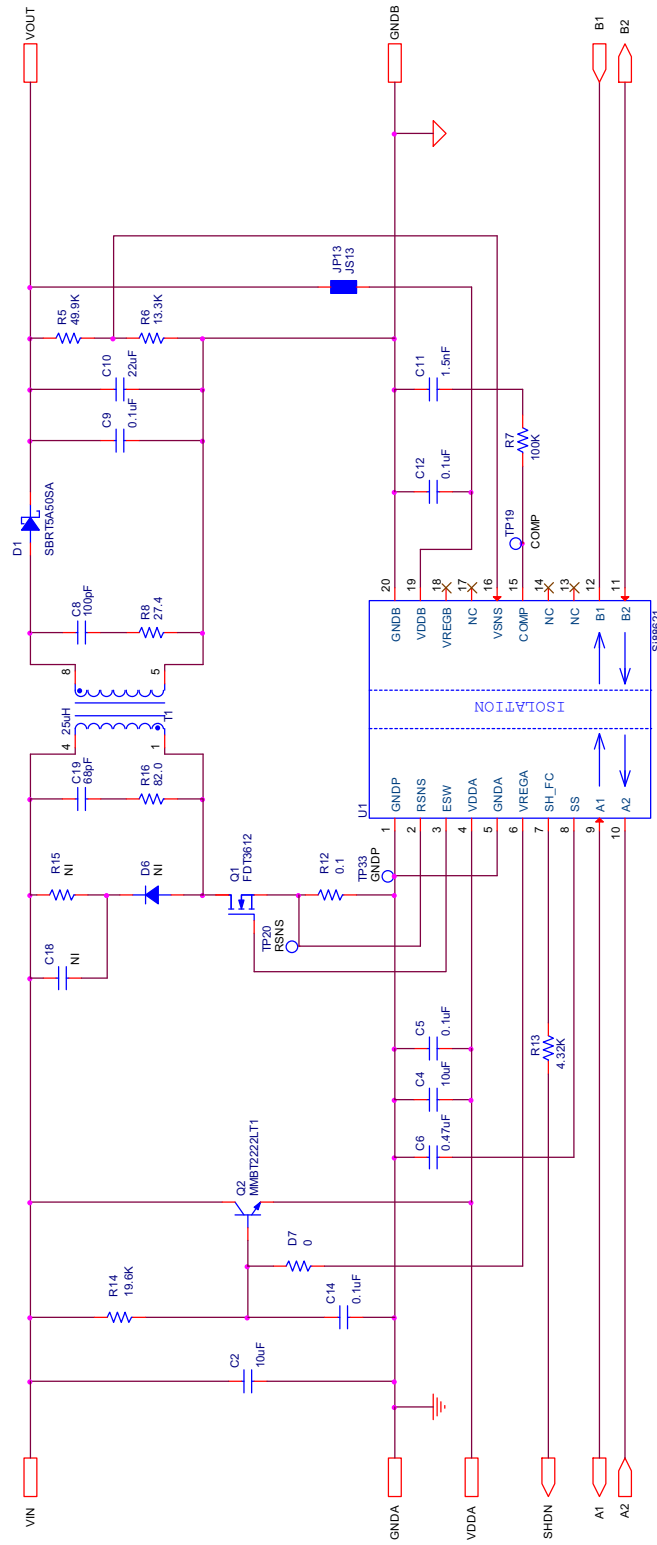 VIN
GNDA
VDDA
SHDN
A1
A2
C2
10uF
R14
19.6K
C14
0.1uF
D7
0
Q2
MMBT2222LT1
C6
0.47uF
C4
10uF
C5
0.1uF
R13
4.32K
C18
NI
R15
NI
D6
NI
Q1
FDT3612
TP20
RSNS
R12
0.1
TP33
GNDP
C19
68pF
R16
82.0
4
1
25uH
T1
8
5
C8
100pF
R8
27.4
D1
SBRT5A50SA
C9
0.1uF
C10
22uF
R5
49.9K
R6
13.3K
JP13
JS13
C12
0.1uF
C11
1.5nF
R7
100K
TP19
COMP
U1
1
GNDP
2
RSNS
3
ESW
4
VDDA
5
GNDA
6
VREGA
7
SH_FC
8
SS
9
A1
10
A2
ISOLATION
GNDB
20
VDDB
19
VREGB
18
NC
17
VSNS
16
COMP
15
NC
14
NC
13
B1
12
B2
11
Si88621
VOUT
GNDB
B1
B2